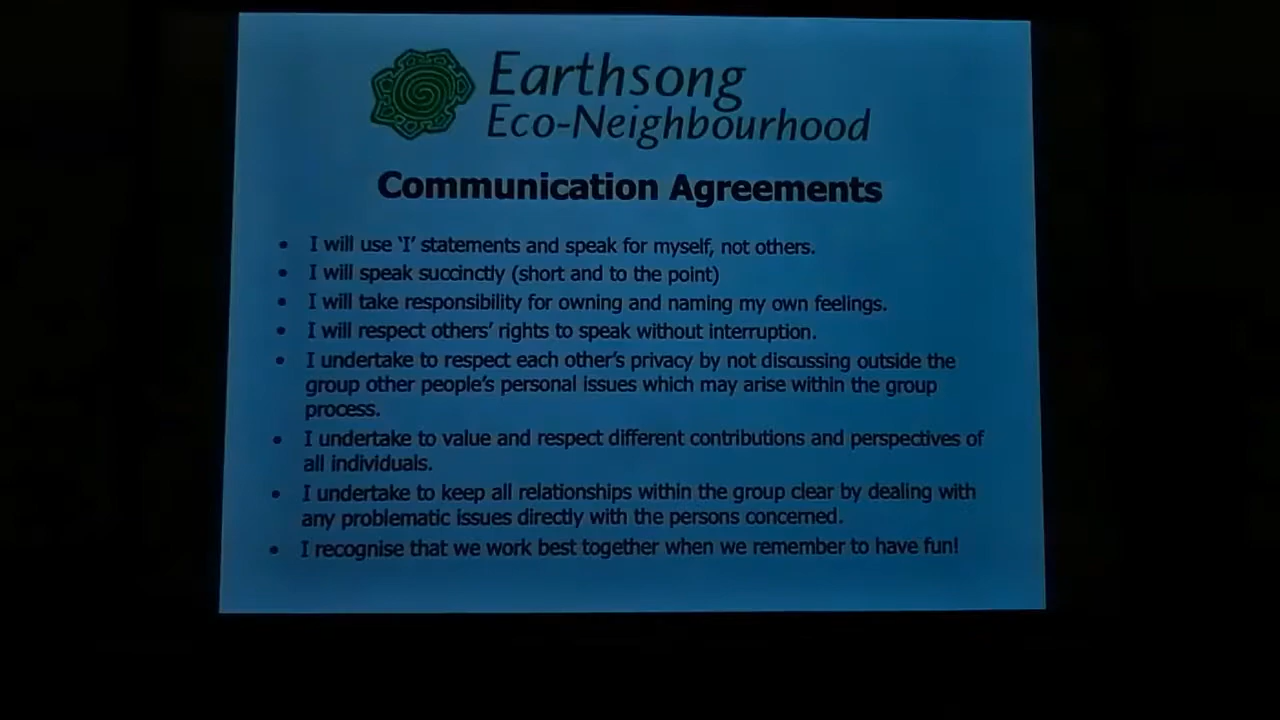 Earthsong
Eco-Neighbourhood
Communication Agreements
• I will use ‘I’ statements and speak for myself, not others.
• I will speak succinctly (short and to the point)
• I will take responsibility for owning and naming my own feelings.
• I will respect others’ rights to speak without interruption.
• I undertake to respect each other’s privacy by not discussing outside the
group other people’s personal issues which may arise within the group
process.
• I undertake to value and respect different contributions and perspectives of
all individuals.
• I undertake to keep all relationships within the group clear by dealing with
any problematic issues directly with the persons concerned.
• I recognise that we work best together when we remember to have fun!